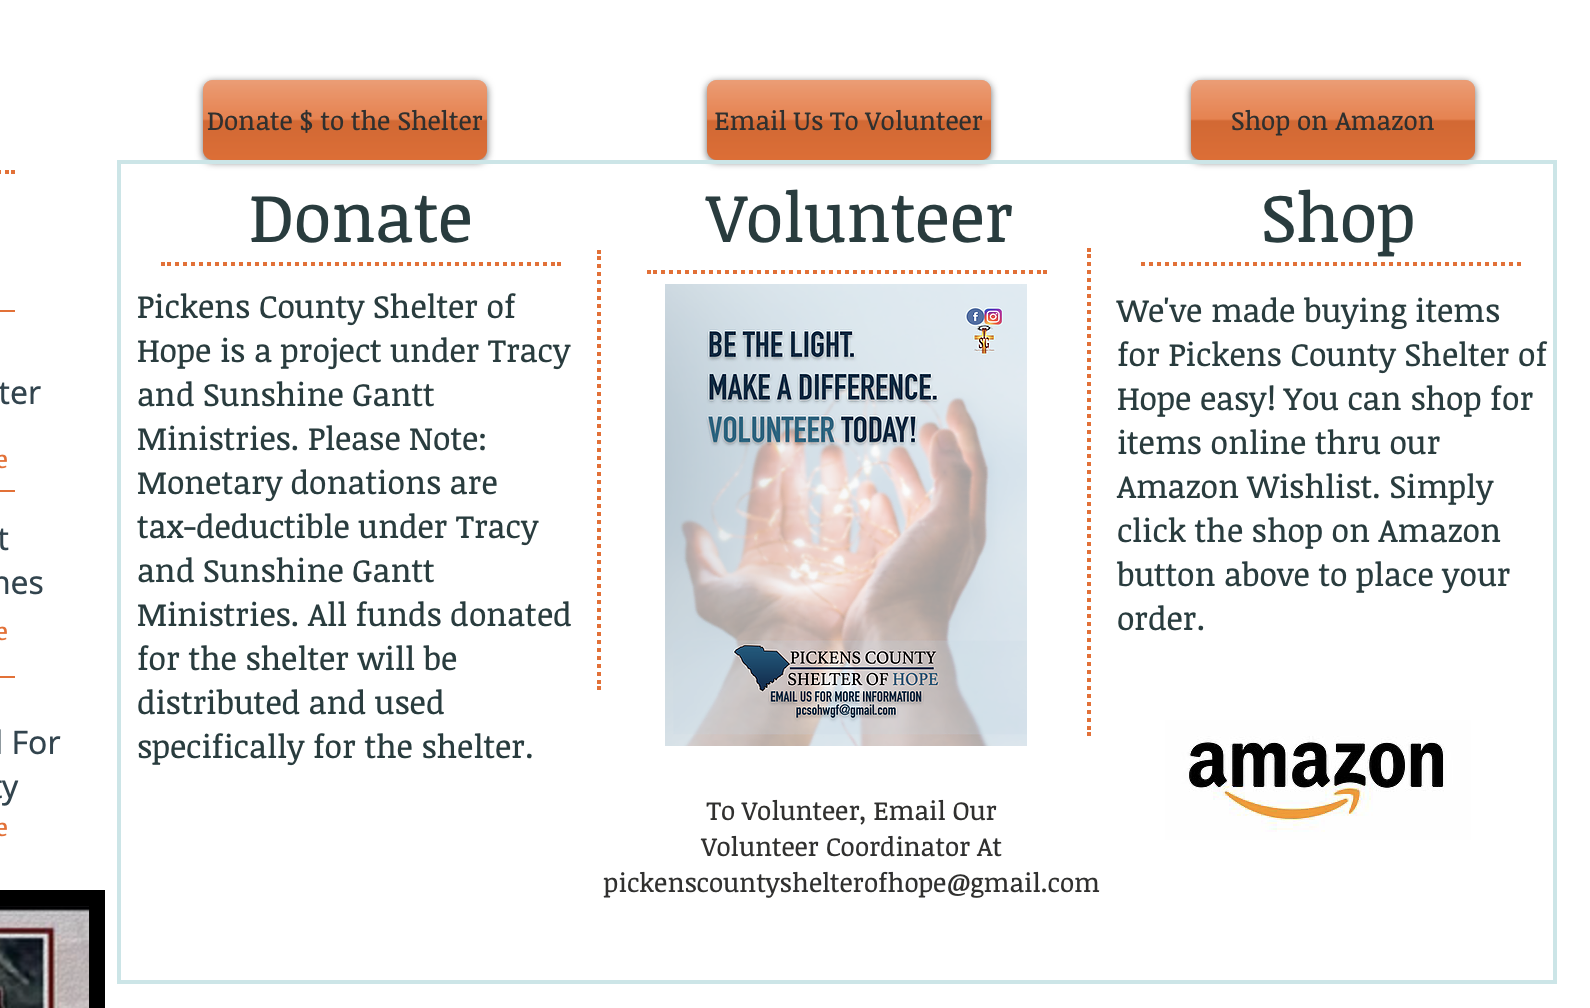 Donate $ to the Shelter
Email Us To Volunteer
Shop on Amazon
Donate
Pickens County Shelter of
Hope is a project under Tracy
and Sunshine Gantt
Ministries. Please Note:
Monetary donations are
tax-deductible under Tracy
and Sunshine Gantt
Ministries. All funds donated
for the shelter will be
distributed and used
specifically for the shelter.
Volunteer
BE THE LIGHT.
MAKE A DIFFERENCE.
VOLUNTEER TODAY!
SG
PICKENS COUNTY
SHELTER OF HOPE
EMAIL US FOR MORE INFORMATION
pcsohwgf@gmail.com
To Volunteer, Email Our
Volunteer Coordinator At
pickenscountyshelterofhope@gmail.com
Shop
We've made buying items
for Pickens County Shelter of
Hope easy! You can shop for
items online thru our
Amazon Wishlist. Simply
click the shop on Amazon
button above to place your
order.
amazon
For